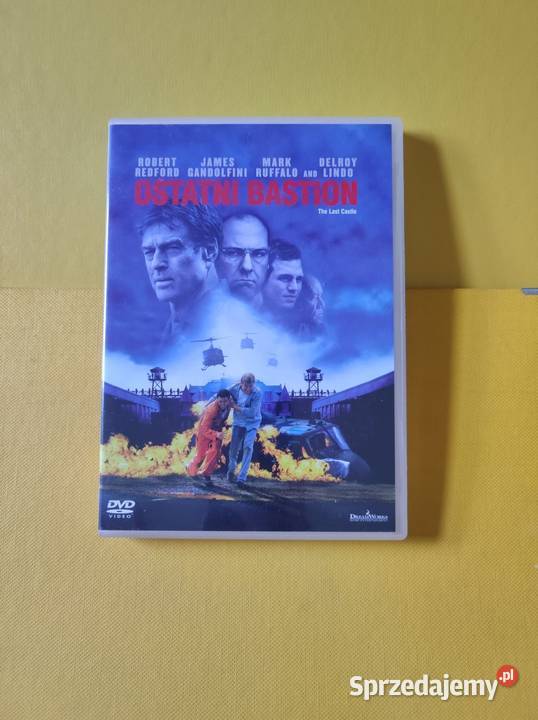 ROBERT JAMES MARK DELROY
REDFORD GANDOLFINI RUFFALO AND LINDO
OSTATNI BASTION
The Last Castle
DVD
VIDEO
DREAMWORKS
Sprzedajemy.pl